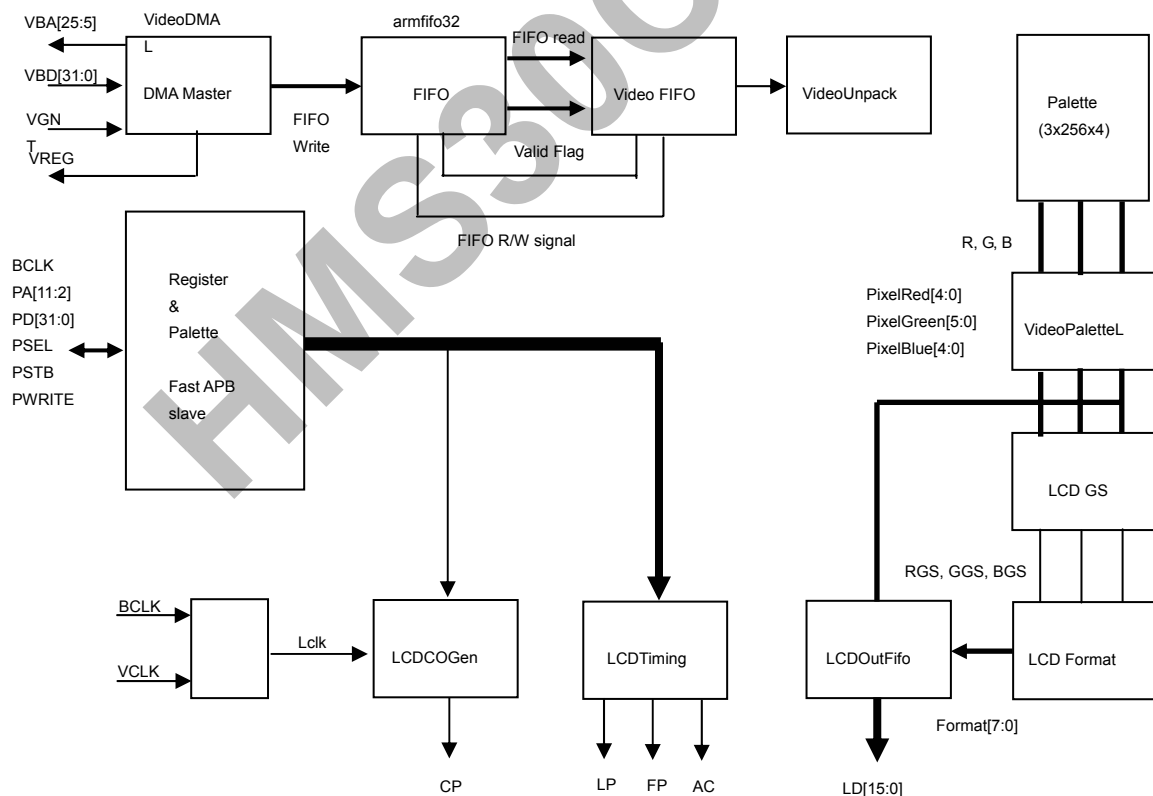 VBA[25:5]
VideoDMA
L
armfifo32
FIFO read
VBD[31:0]
DMA Master
FIFO
Video FIFO
VideoUnpack
Palette
(3x256x4)
VGN
T
VREG
FIFO
Write
Valid Flag
FIFO R/W signal
R, G, B
BCLK
PA[11:2]
PD[31:0]
PSEL
PSTB
PWRITE
Register
&
Palette
Fast APB
slave
PixelRed[4:0]
PixelGreen[5:0]
PixelBlue[4:0]
VideoPaletteL
LCD GS
RGS, GGS, BGS
BCLK
VCLK
Lclk
LCDCOGen
LCDTiming
LCDOutFifo
LCD Format
Format[7:0]
CP
LP
FP
AC
LD[15:0]